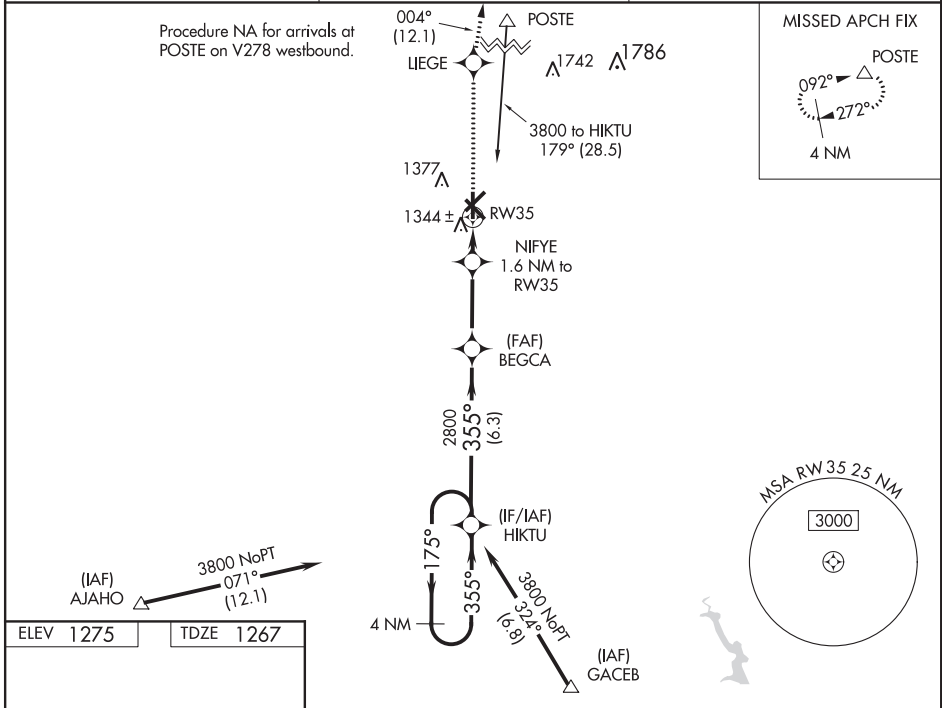 Procedure NA for arrivals at
POSTE on V278 westbound.
004°
(12.1)
POSTE
LIEGE
1742
1786
3800 to HIKTU
179° (28.5)
MISSED APCH FIX
POSTE
092°
272°
4 NM
1377
1344 ±
RW35
NIFYE
1.6 NM to
RW35
(FAF)
BEGCA
2800
355°
(6.3)
(IF/IAF)
HIKTU
175°
355°
4 NM
3800 NoPT
071°
(12.1)
(IAF)
AJAHO
3800 NoPT
324°
(6.8)
(IAF)
GACEB
MSA RW 35 25 NM
3000
ELEV 1275
TDZE 1267